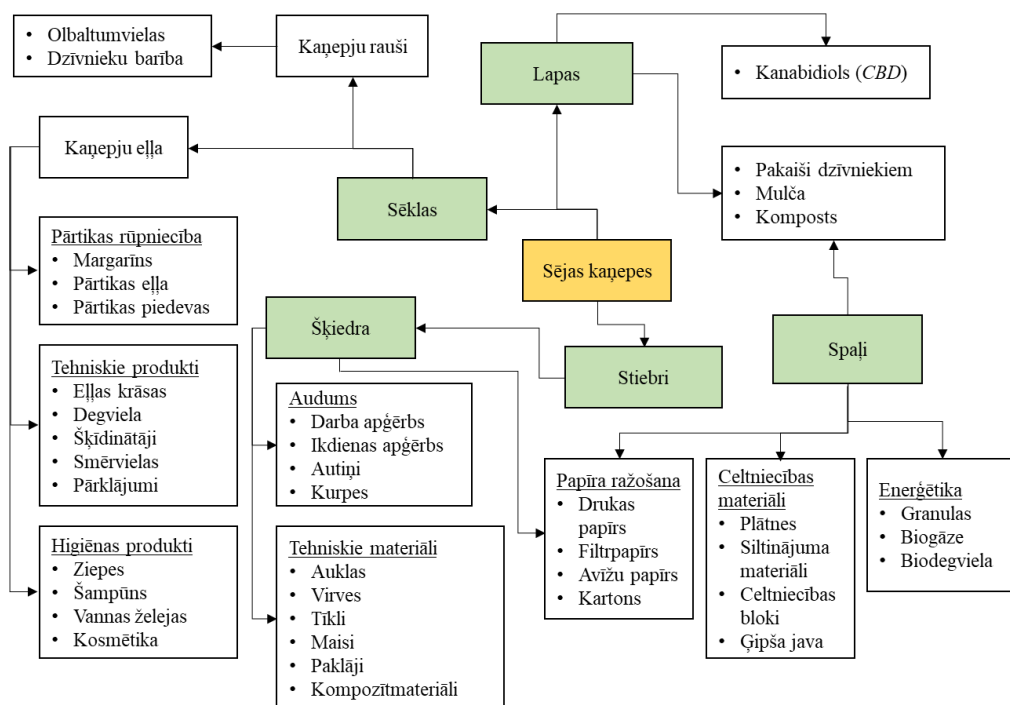 • Olbaltumvielas
• Dzīvnieku barība
Kaņepju rauši
Lapas
• Kanabidiols (CBD)
Kaņepju eļļa
Sēklas
• Pakaiši dzīvniekiem
• Mulča
• Komposts
Sējas kaņepes
Pārtikas rūpniecība
• Margarīns
• Pārtikas eļļa
• Pārtikas piedevas
Šķiedra
Stiebri
Spaļi
Tehniskie produkti
• Eļļas krāsas
• Degviela
• Šķīdinātāji
• Smērvielas
• Pārklājumi
Audums
• Darba apģērbs
• Ikdienas apģērbs
• Autiņi
• Kurpes
Papīra ražošana
• Drukas
papīrs
• Filtrpapīrs
• Avīžu papīrs
• Kartons
Celtniecības
materiāli
• Plātnes
• Siltinājuma
materiāli
• Celtniecības
bloki
• Ģipša java
Enerģētika
• Granulas
• Biogāze
• Biodegviela
Higiēnas produkti
• Ziepes
• Šampūns
• Vannas želejas
• Kosmētika
Tehniskie materiāli
• Auklas
• Virves
• Tīkli
• Maisi
• Paklāji
• Kompozītmateriāli